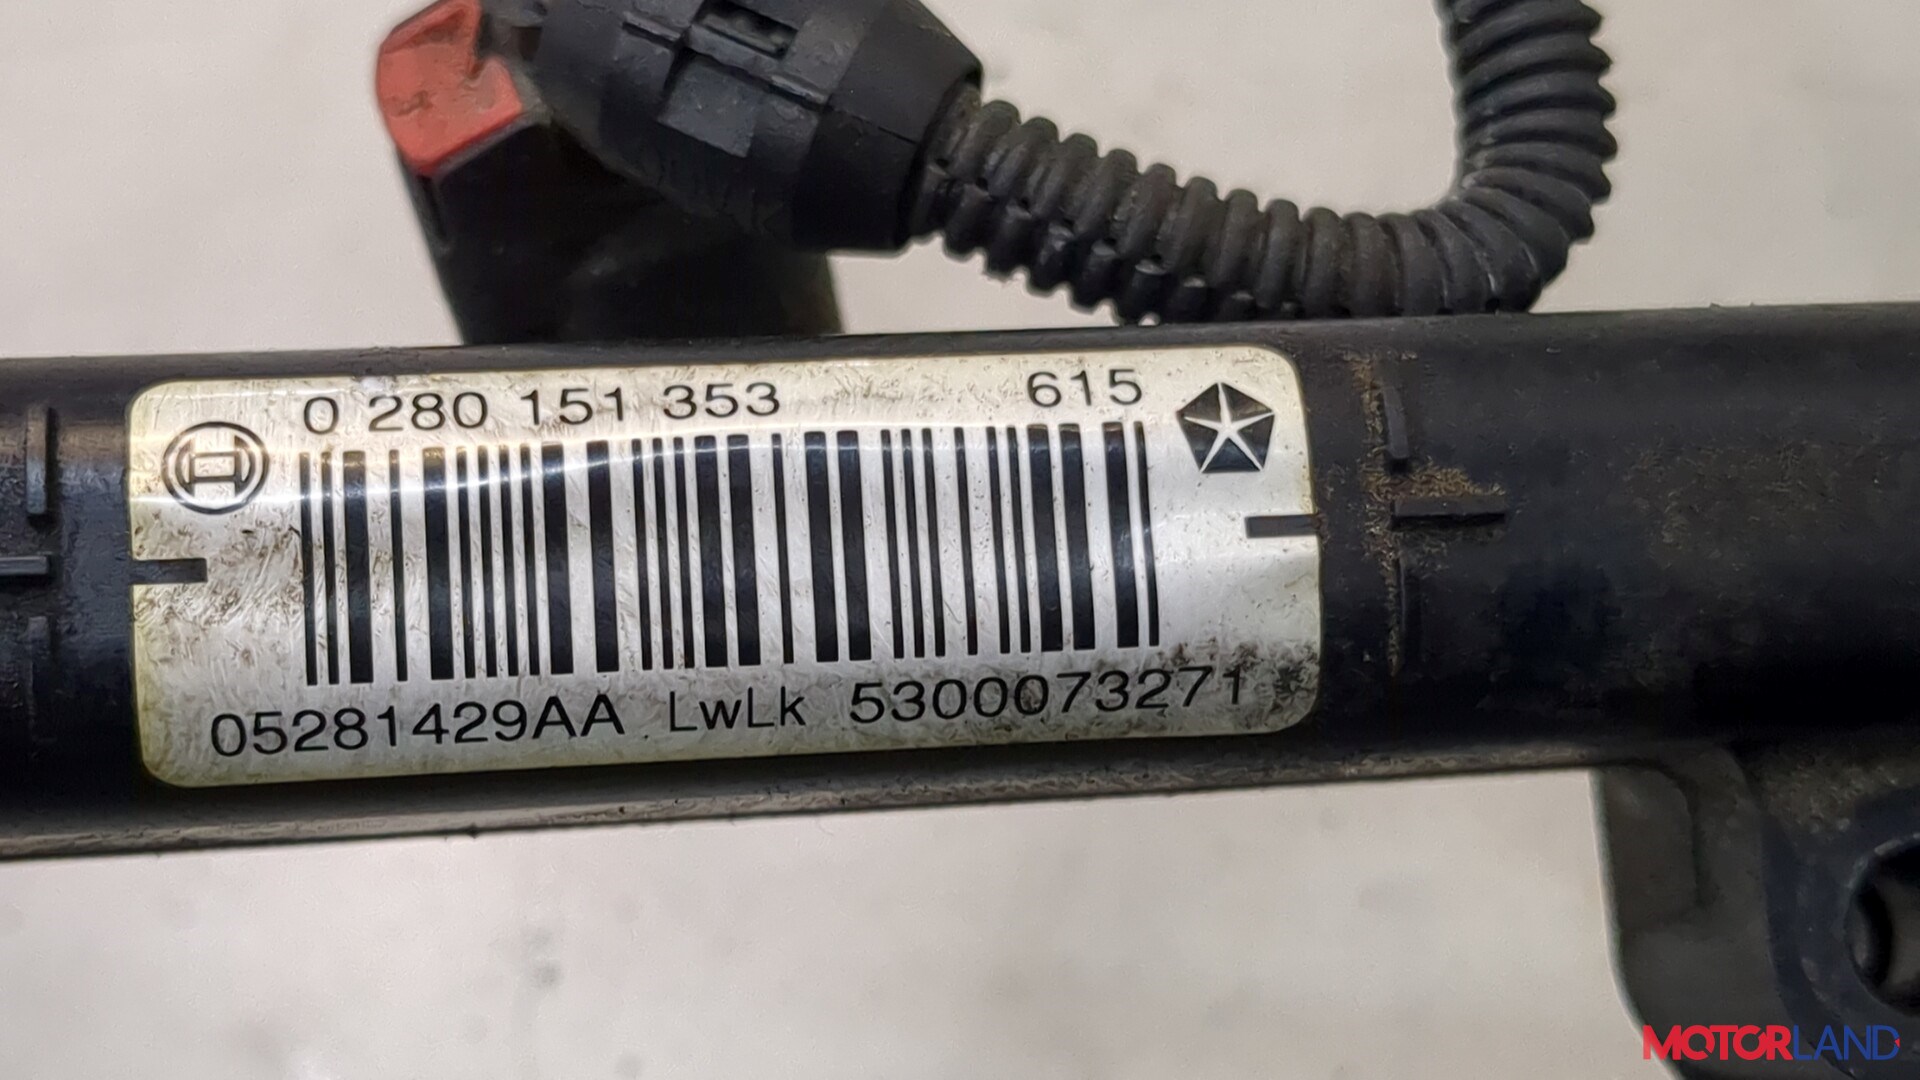 0 280 151 353 615
05281429AA LwLk 5300073271
MOTORLAND